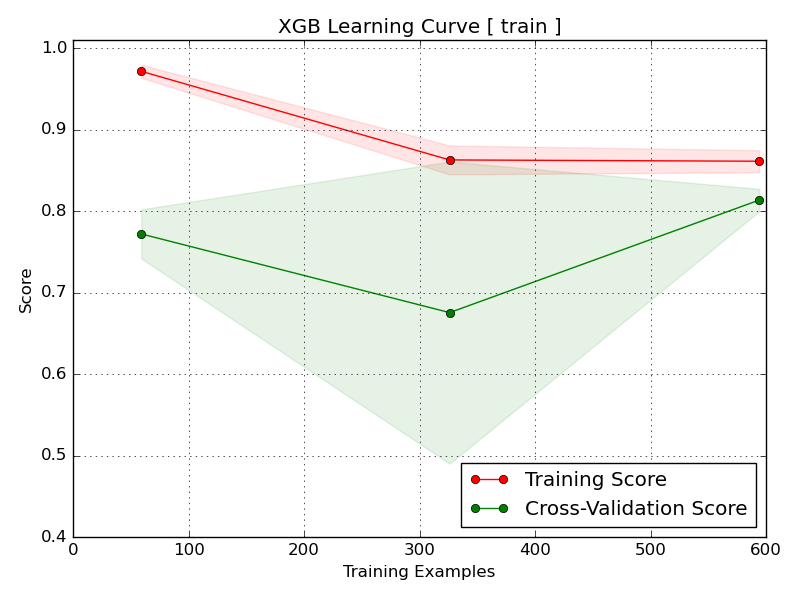 XGB Learning Curve [ train ]
1.0
0.9
0.8
0.7
0.6
0.5
0.4
Score
0
100
200
300
400
500
600
Training Examples
Training Score
Cross-Validation Score